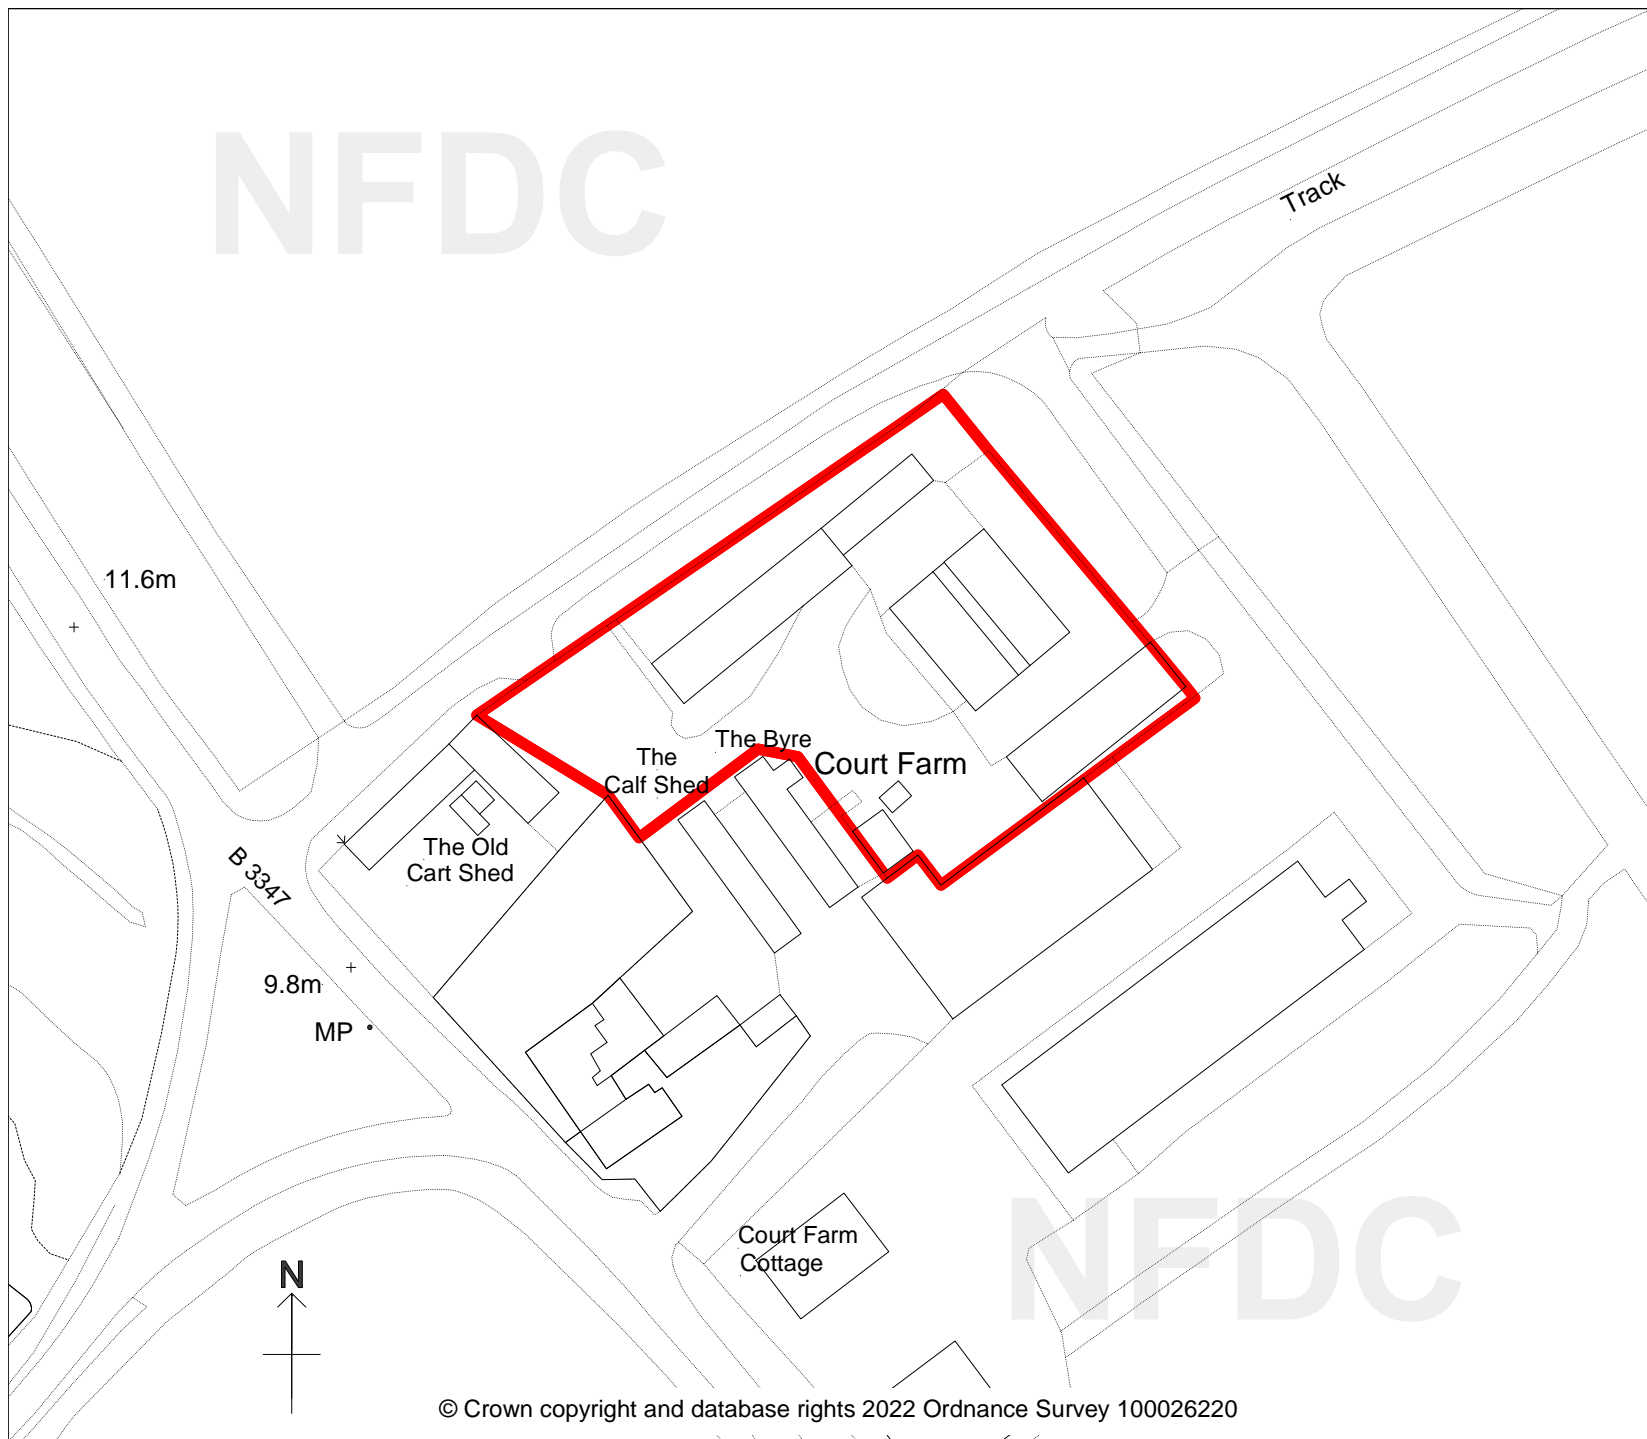 NFDC
Track
11.6m
The Byre
The
Calf Shed
Court Farm
The Old
Cart Shed
B 3347
9.8m
MP
NFDC
Court Farm
Cottage
N
© Crown copyright and database rights 2022 Ordnance Survey 100026220